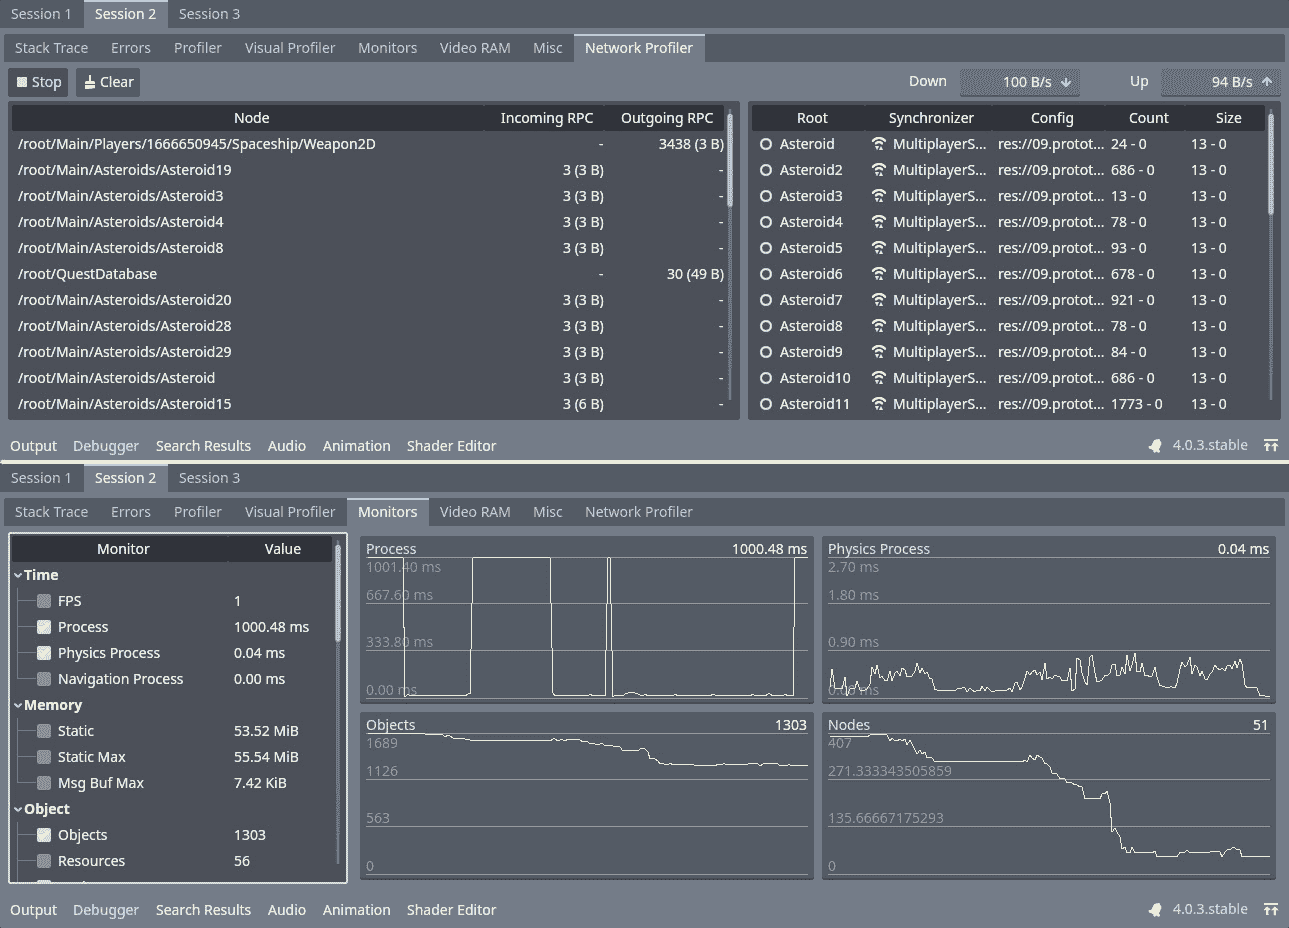 Session 1 Session 2 Session 3
Stack Trace Errors Profiler Visual Profiler Monitors Video RAM Misc Network Profiler
Stop Clear Down 100 B/s Up 94 B/s
Node Incoming RPC Outgoing RPC Root Synchronizer Config Count Size
/root/Main/Players/1666650945/Spaceship/Weapon2D - 3438 (3 B) Asteroid MultiplayerS... res://09.protot... 24 - 0 13 - 0
/root/Main/Asteroids/Asteroid19 3 (3 B) - Asteroid2 MultiplayerS... res://09.protot... 686 - 0 13 - 0
/root/Main/Asteroids/Asteroid3 3 (3 B) - Asteroid3 MultiplayerS... res://09.protot... 13 - 0 13 - 0
/root/Main/Asteroids/Asteroid4 3 (3 B) - Asteroid4 MultiplayerS... res://09.protot... 78 - 0 13 - 0
/root/Main/Asteroids/Asteroid8 3 (3 B) - Asteroid5 MultiplayerS... res://09.protot... 93 - 0 13 - 0
/root/QuestDatabase - 30 (49 B) Asteroid6 MultiplayerS... res://09.protot... 678 - 0 13 - 0
/root/Main/Asteroids/Asteroid20 3 (3 B) - Asteroid7 MultiplayerS... res://09.protot... 921 - 0 13 - 0
/root/Main/Asteroids/Asteroid28 3 (3 B) - Asteroid8 MultiplayerS... res://09.protot... 78 - 0 13 - 0
/root/Main/Asteroids/Asteroid29 3 (3 B) - Asteroid9 MultiplayerS... res://09.protot... 84 - 0 13 - 0
/root/Main/Asteroids/Asteroid 3 (3 B) - Asteroid10 MultiplayerS... res://09.protot... 686 - 0 13 - 0
/root/Main/Asteroids/Asteroid15 3 (6 B) - Asteroid11 MultiplayerS... res://09.protot... 1773 - 0 13 - 0
Output Debugger Search Results Audio Animation Shader Editor 4.0.3.stable
Session 1 Session 2 Session 3
Stack Trace Errors Profiler Visual Profiler Monitors Video RAM Misc Network Profiler
Monitor Value
Time
FPS 1
Process 1000.48 ms
Physics Process 0.04 ms
Navigation Process 0.00 ms
Memory
Static 53.52 MiB
Static Max 55.54 MiB
Msg Buf Max 7.42 KiB
Object
Objects 1303
Resources 56
Process 1000.48 ms
1001.40 ms
667.60 ms
333.80 ms
0.00 ms
Physics Process 0.04 ms
2.70 ms
1.80 ms
0.90 ms
0.00 ms
Objects 1303
1689
1126
563
0
Nodes 51
407
271.333343505859
135.66667175293
0
Output Debugger Search Results Audio Animation Shader Editor 4.0.3.stable